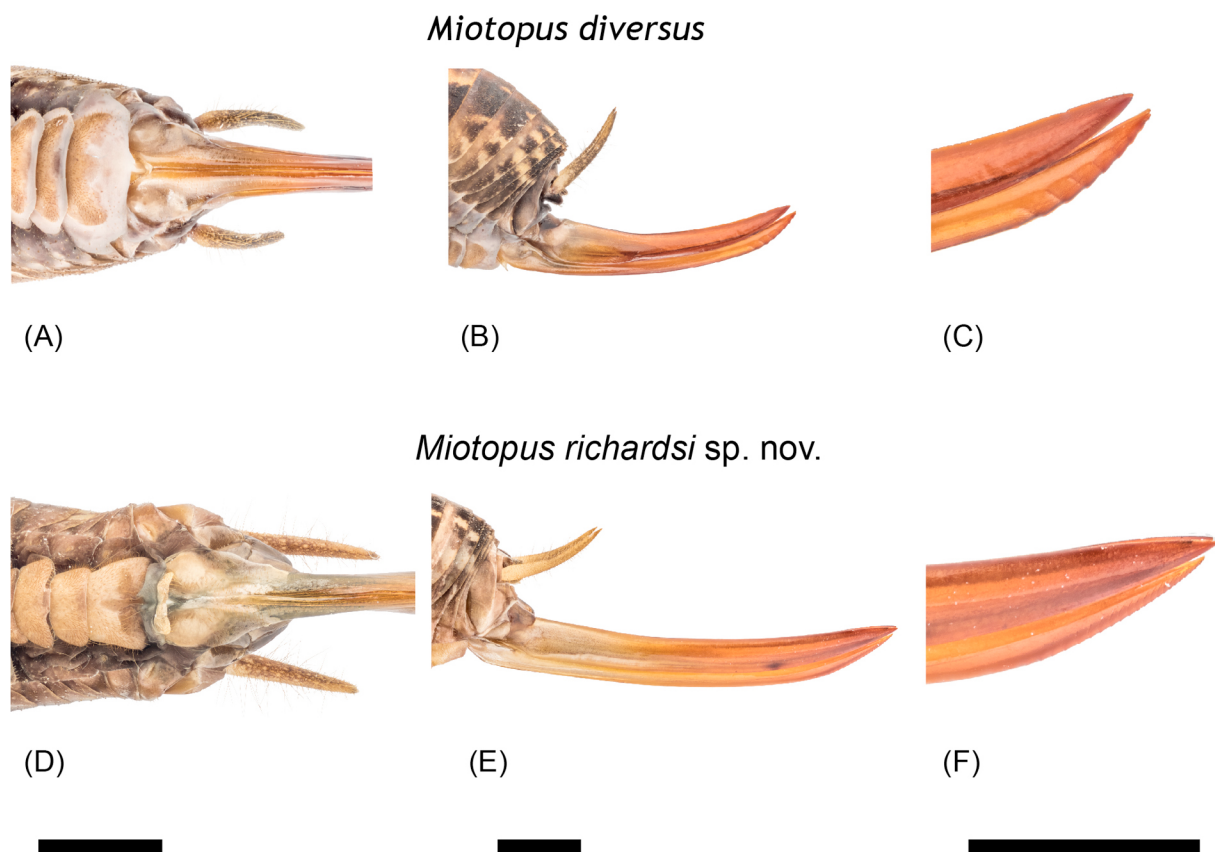 Miotopus diversus
(A)
(B)
(C)
Miotopus richardsi sp. nov.
(D)
(E)
(F)